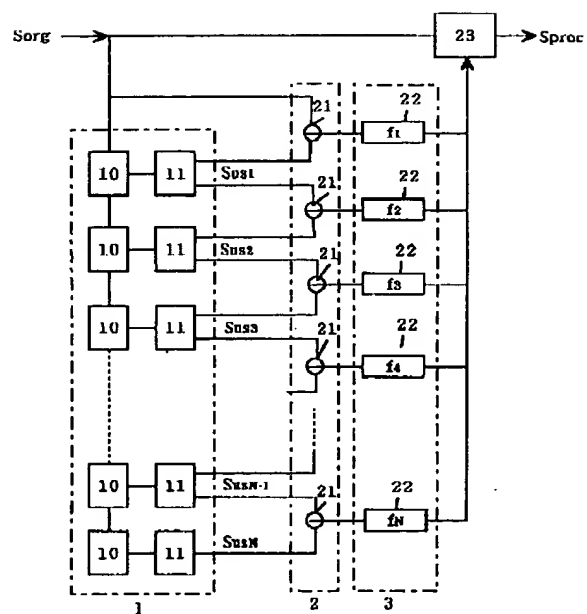 Sorg 23 Sproc
21 22
f1
10 11 Sus1 21 22
f2
10 11 Sus2 21 22
f3
10 11 Sus3 21 22
f4
10 11 SusN-1 21 22
fN
10 11 SusN
1 2 3